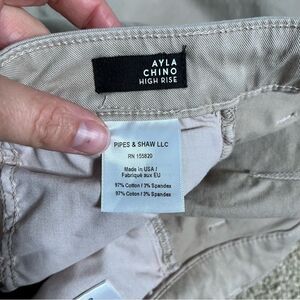 AYLA
CHINO
HIGH RISE
PIPES & SHAW LLC
RN 155820
Made in USA /
Fabriqué aux EU
97% Cotton / 3% Spandex
97% Cotton / 3% Spandex